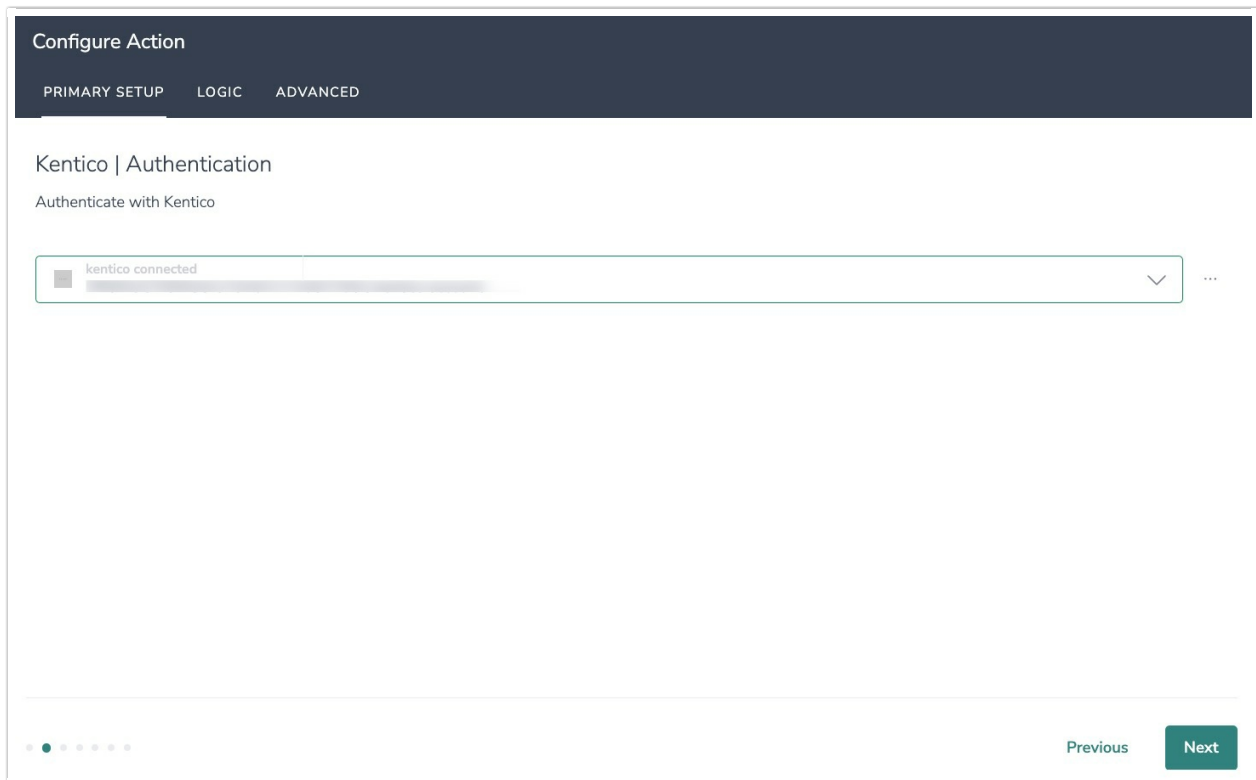 Configure Action
PRIMARY SETUP LOGIC ADVANCED
Kentico | Authentication
Authenticate with Kentico
kentico connected
...
Previous Next